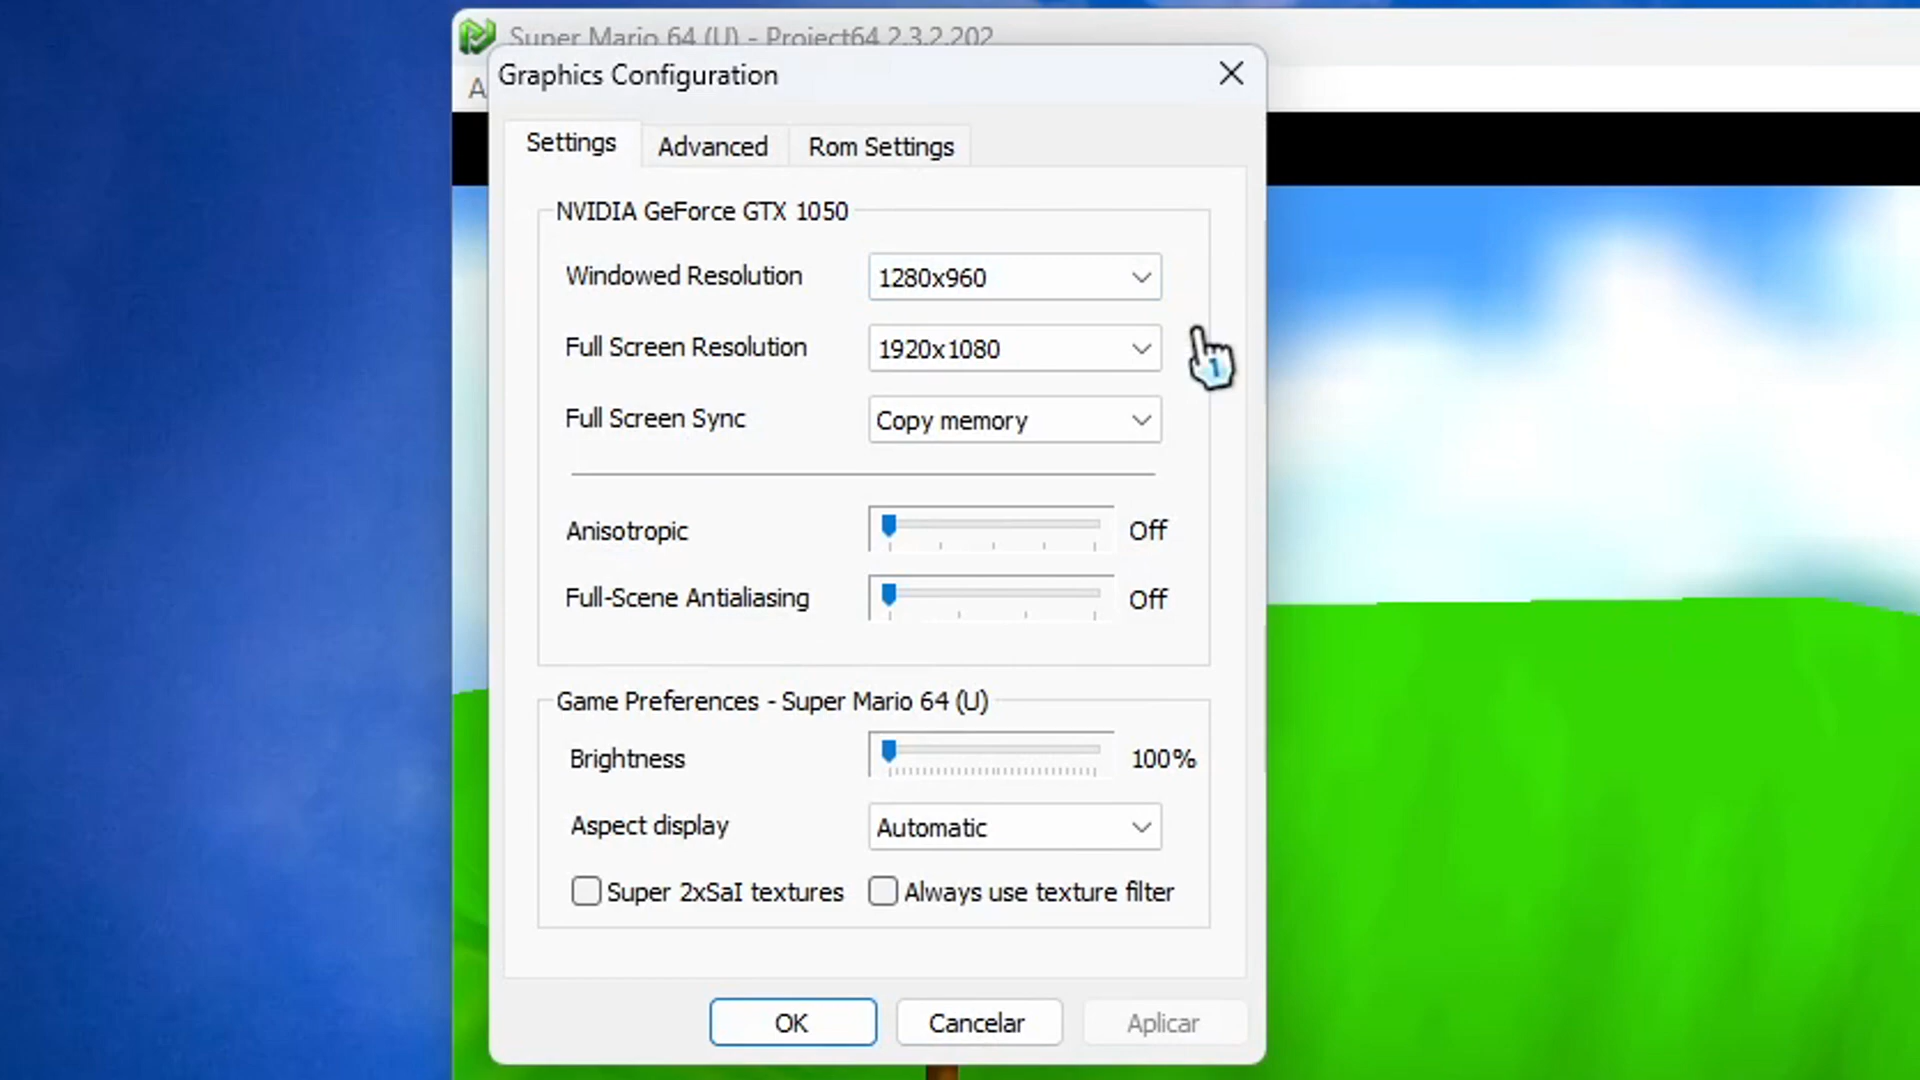 Super Mario 64 (U) - Project64 2.3.2.202
Graphics Configuration
A
Settings
Advanced
Rom Settings
NVIDIA GeForce GTX 1050
Windowed Resolution
1280x960
Full Screen Resolution
1920x1080
1
Full Screen Sync
Copy memory
Anisotropic
Off
Full-Scene Antialiasing
Off
Game Preferences - Super Mario 64 (U)
Brightness
100%
Aspect display
Automatic
Super 2xSaI textures
Always use texture filter
OK
Cancelar
Aplicar